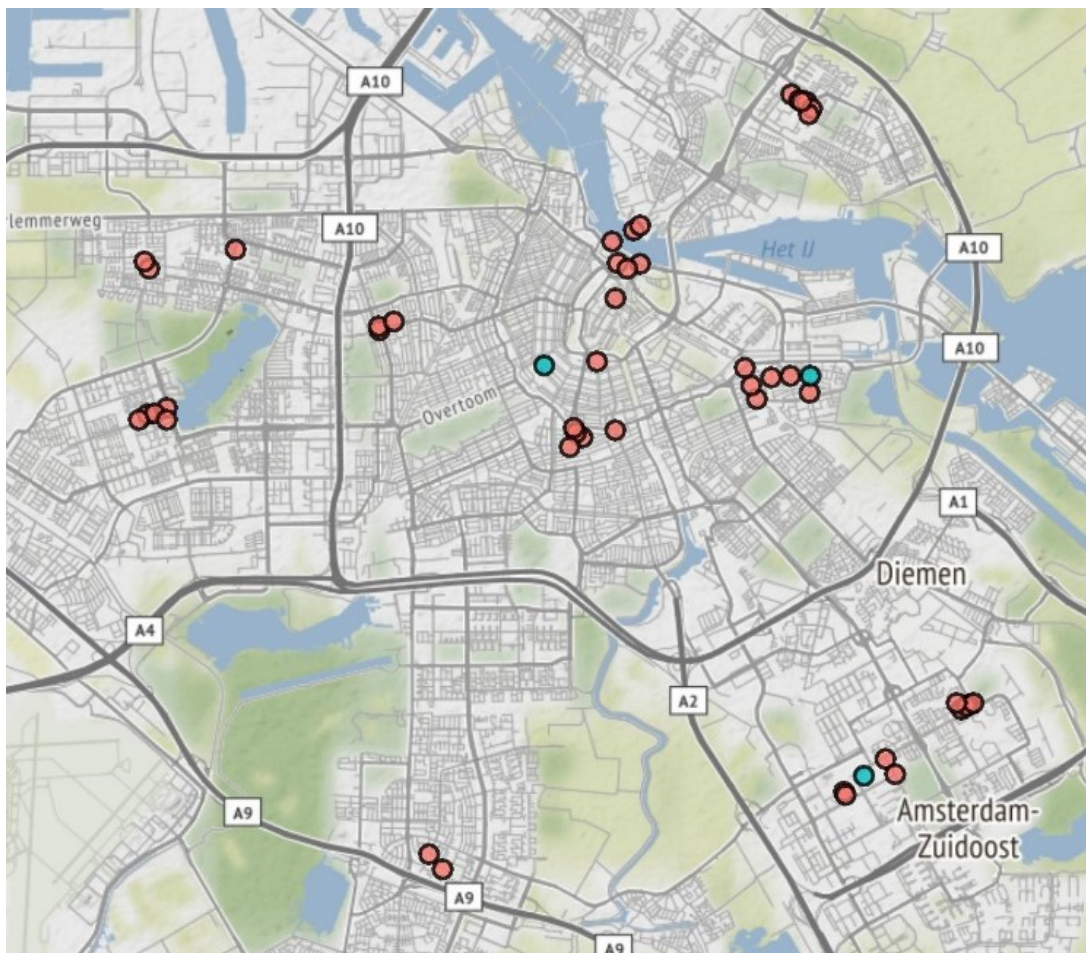 A10
lemmerweg
A10
Het IJ
A10
A10
Overtoom
A1
Diemen
A4
A2
A9
Amsterdam-
Zuidoost
A9
A9